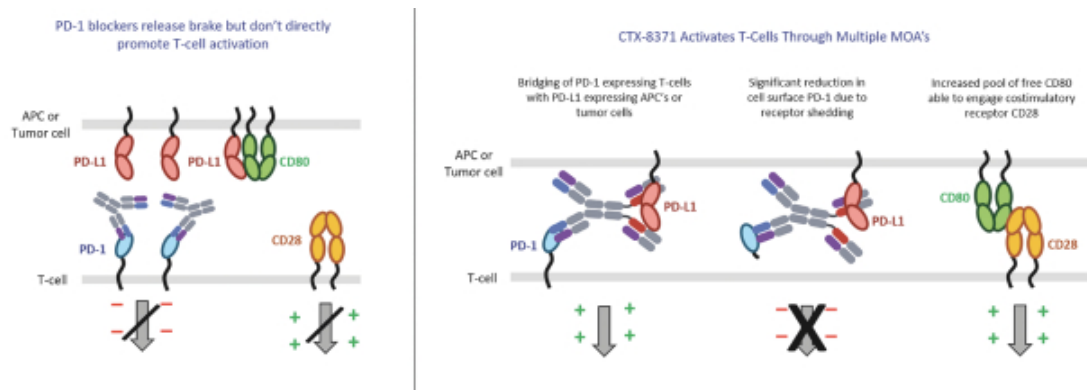 PD-1 blockers release brake but don't directly
promote T-cell activation
APC or
Tumor cell
PD-L1
PD-L1
CD80
PD-1
CD28
T-cell
CTX-8371 Activates T-Cells Through Multiple MOA's
Bridging of PD-1 expressing T-cells
with PD-L1 expressing APC's or
tumor cells
Significant reduction in
cell surface PD-1 due to
receptor shedding
Increased pool of free CD80
able to engage costimulatory
receptor CD28
APC or
Tumor cell
PD-L1
PD-1
PD-L1
CD80
CD28
T-cell